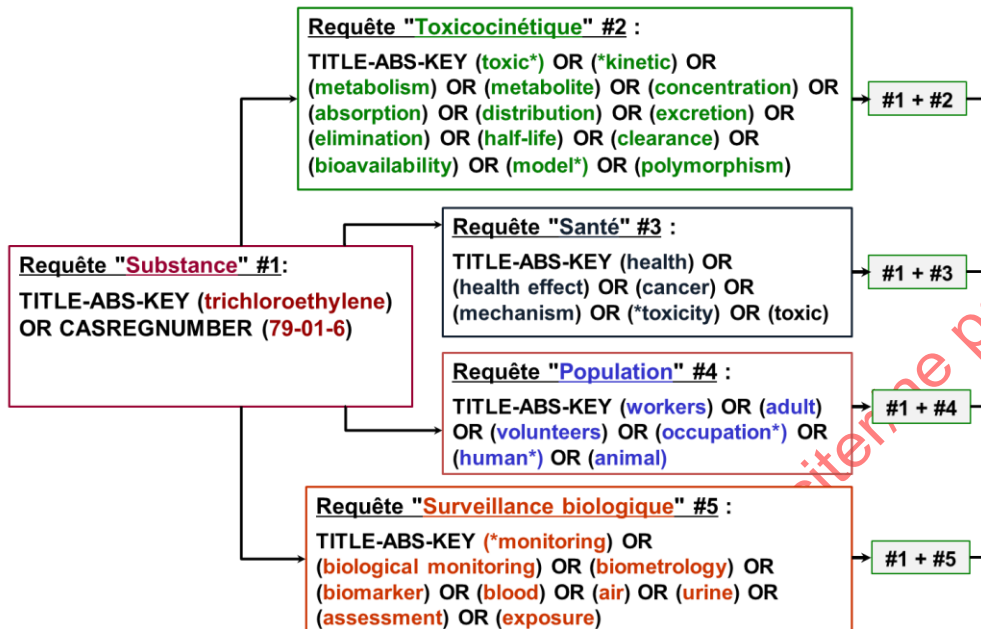 Requête "Toxicocinétique" #2 :
TITLE-ABS-KEY (toxic*) OR (*kinetic) OR
(metabolism) OR (metabolite) OR (concentration) OR
(absorption) OR (distribution) OR (excretion) OR
(elimination) OR (half-life) OR (clearance) OR
(bioavailability) OR (model*) OR (polymorphism)
#1 + #2
Requête "Substance" #1:
TITLE-ABS-KEY (trichloroethylene)
OR CASREGNUMBER (79-01-6)
Requête "Santé" #3 :
TITLE-ABS-KEY (health) OR
(health effect) OR (cancer) OR
(mechanism) OR (*toxicity) OR (toxic)
#1 + #3
Requête "Population" #4 :
TITLE-ABS-KEY (workers) OR (adult)
OR (volunteers) OR (occupation*) OR
(human*) OR (animal)
#1 + #4
Requête "Surveillance biologique" #5 :
TITLE-ABS-KEY (*monitoring) OR
(biological monitoring) OR (biometrology) OR
(biomarker) OR (blood) OR (air) OR (urine) OR
(assessment) OR (exposure)
#1 + #5